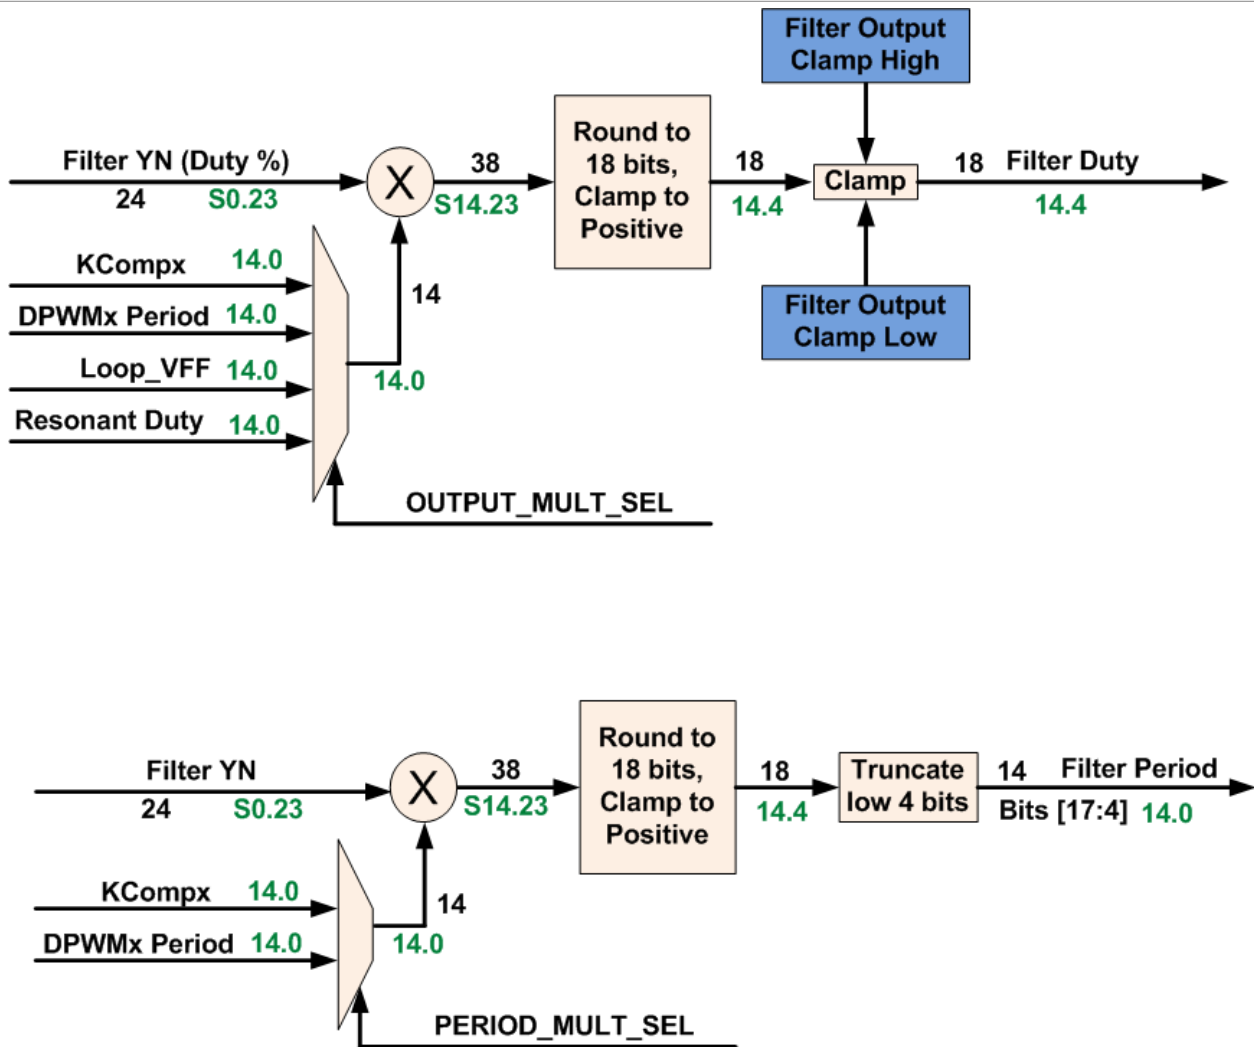 Filter Output
Clamp High
Filter YN (Duty %)
24 S0.23
X
38
S14.23
Round to
18 bits,
Clamp to
Positive
18
14.4
Clamp
18 Filter Duty
14.4
KCompx 14.0
DPWMx Period 14.0
Loop_VFF 14.0
Resonant Duty 14.0
14
14.0
Filter Output
Clamp Low
OUTPUT_MULT_SEL
Filter YN
24 S0.23
X
38
S14.23
Round to
18 bits,
Clamp to
Positive
18
14.4
Truncate
low 4 bits
14 Filter Period
Bits [17:4] 14.0
KCompx 14.0
DPWMx Period 14.0
14
14.0
PERIOD_MULT_SEL